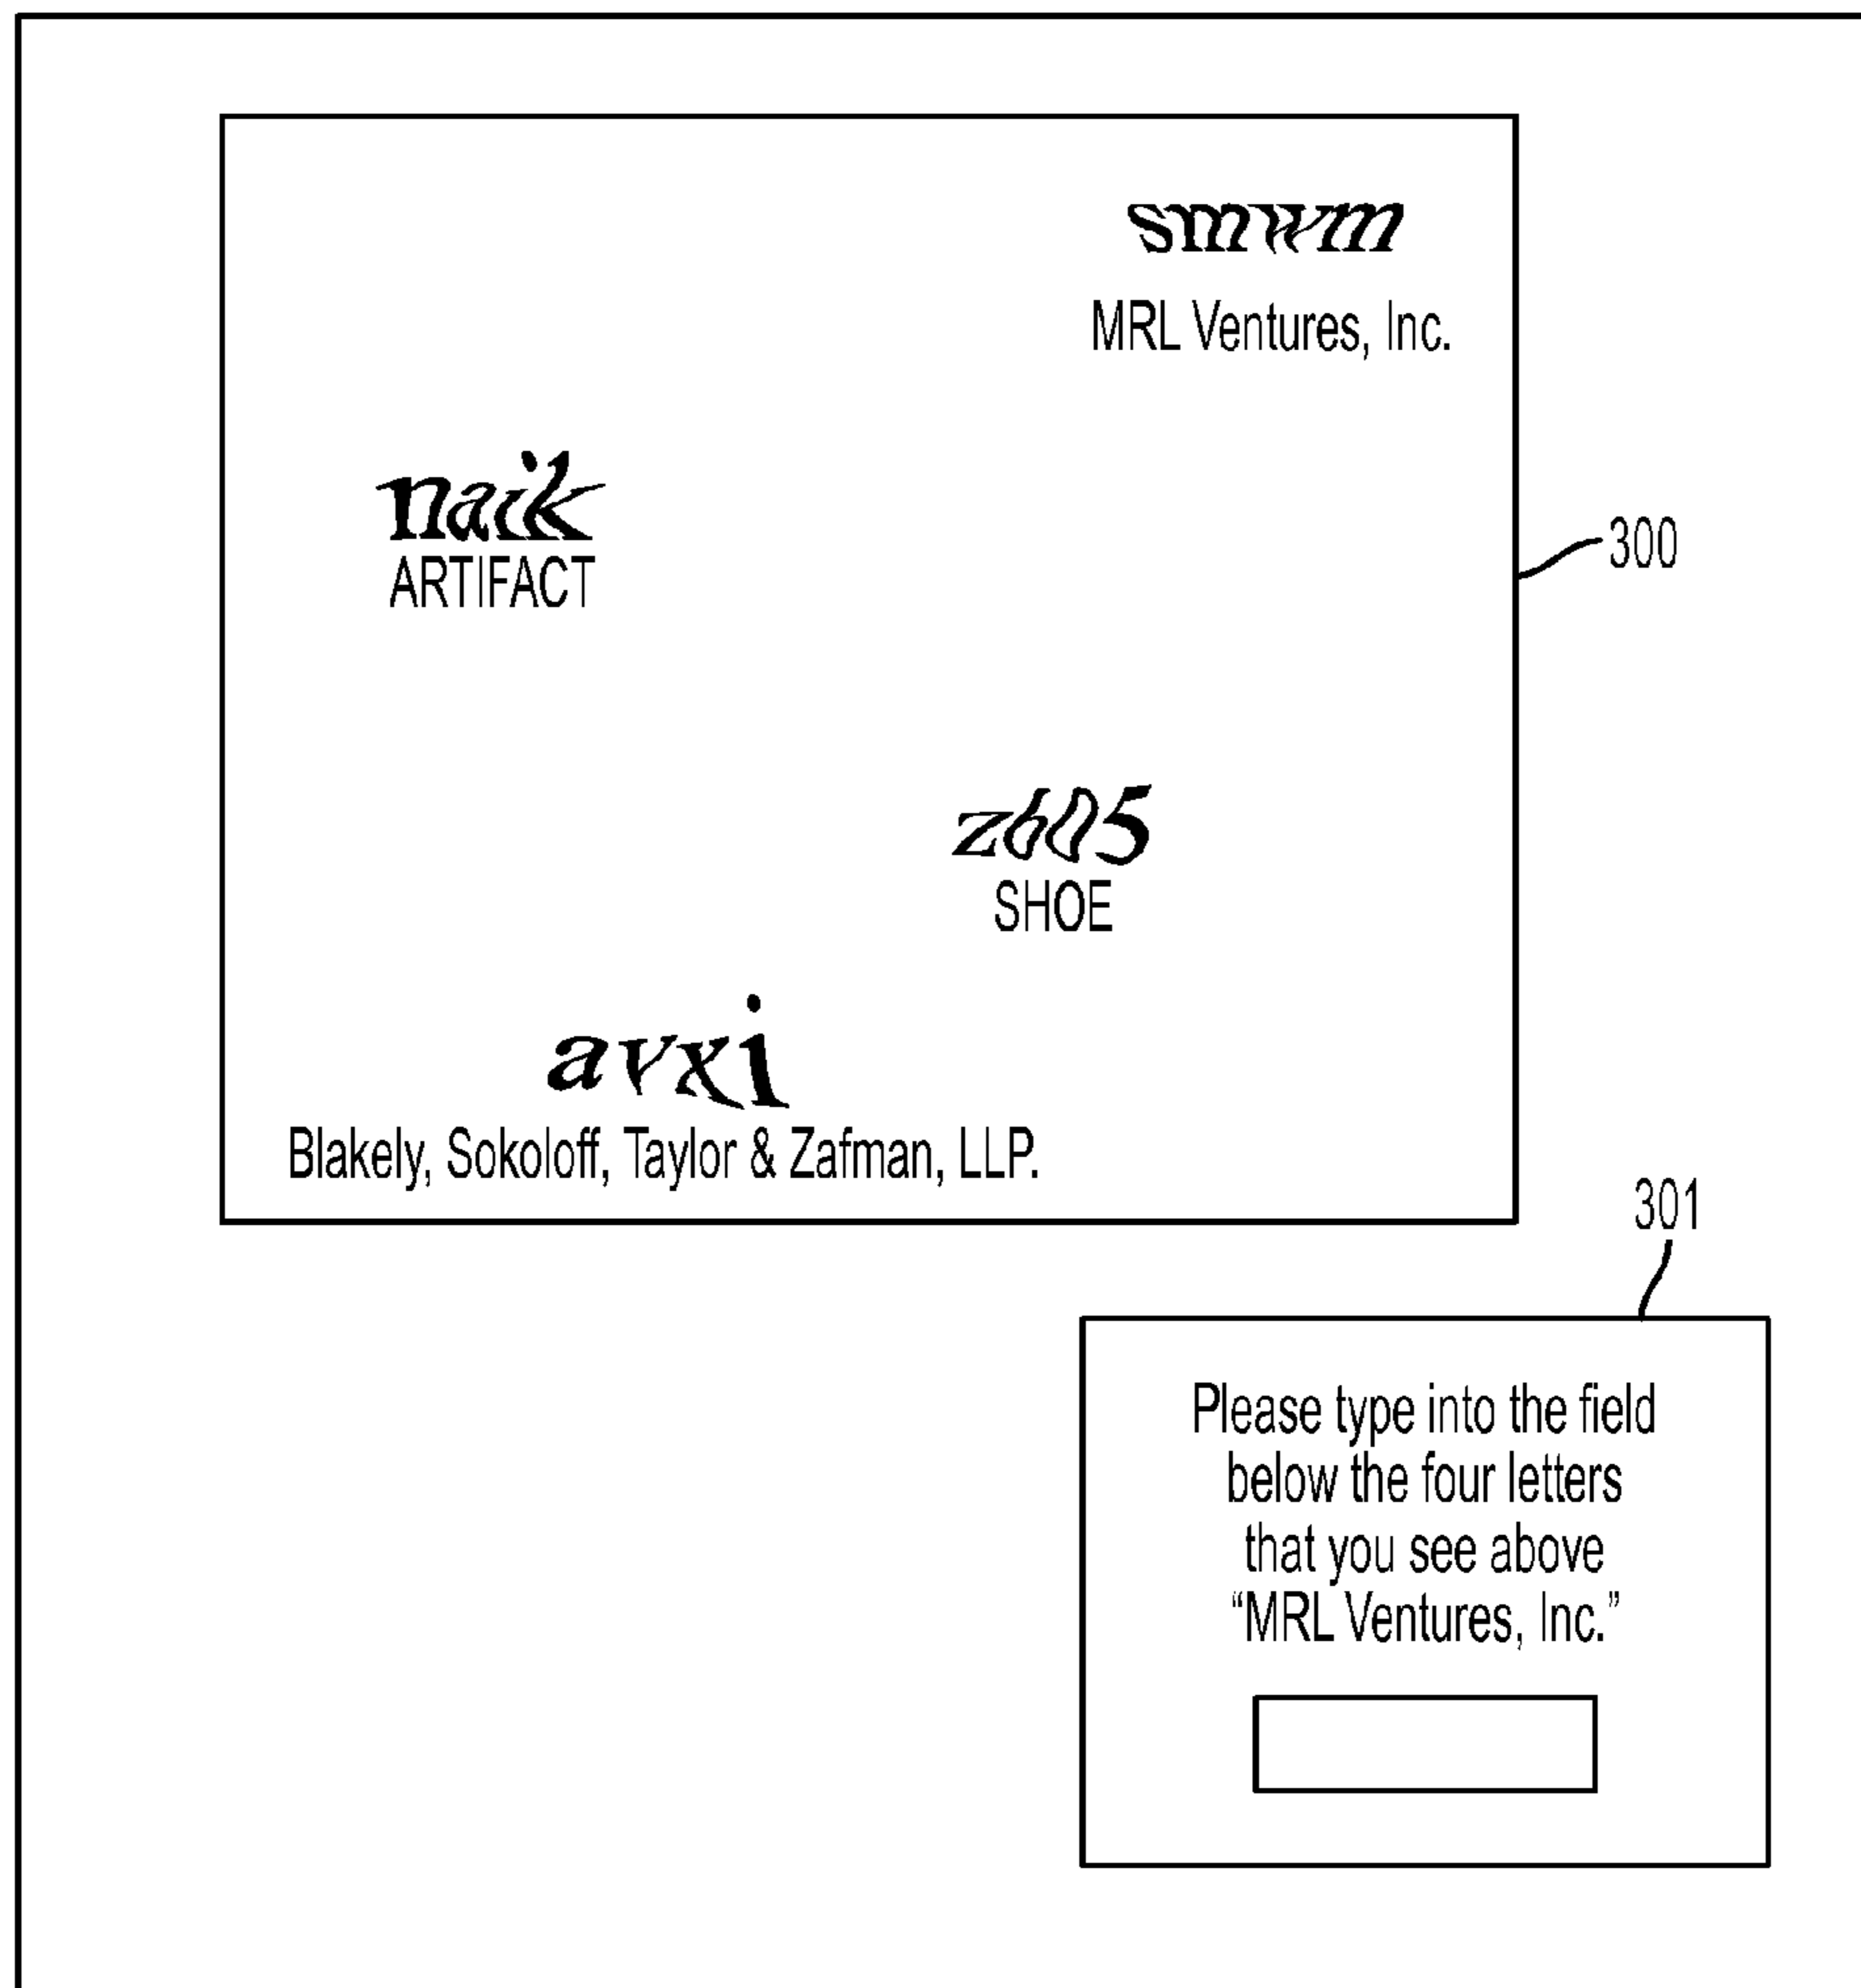 smwm
MRL Ventures, Inc.
naik
ARTIFACT
300
z605
SHOE
avxi
Blakely, Sokoloff, Taylor & Zafman, LLP.
301
Please type into the field
below the four letters
that you see above
“MRL Ventures, Inc.”